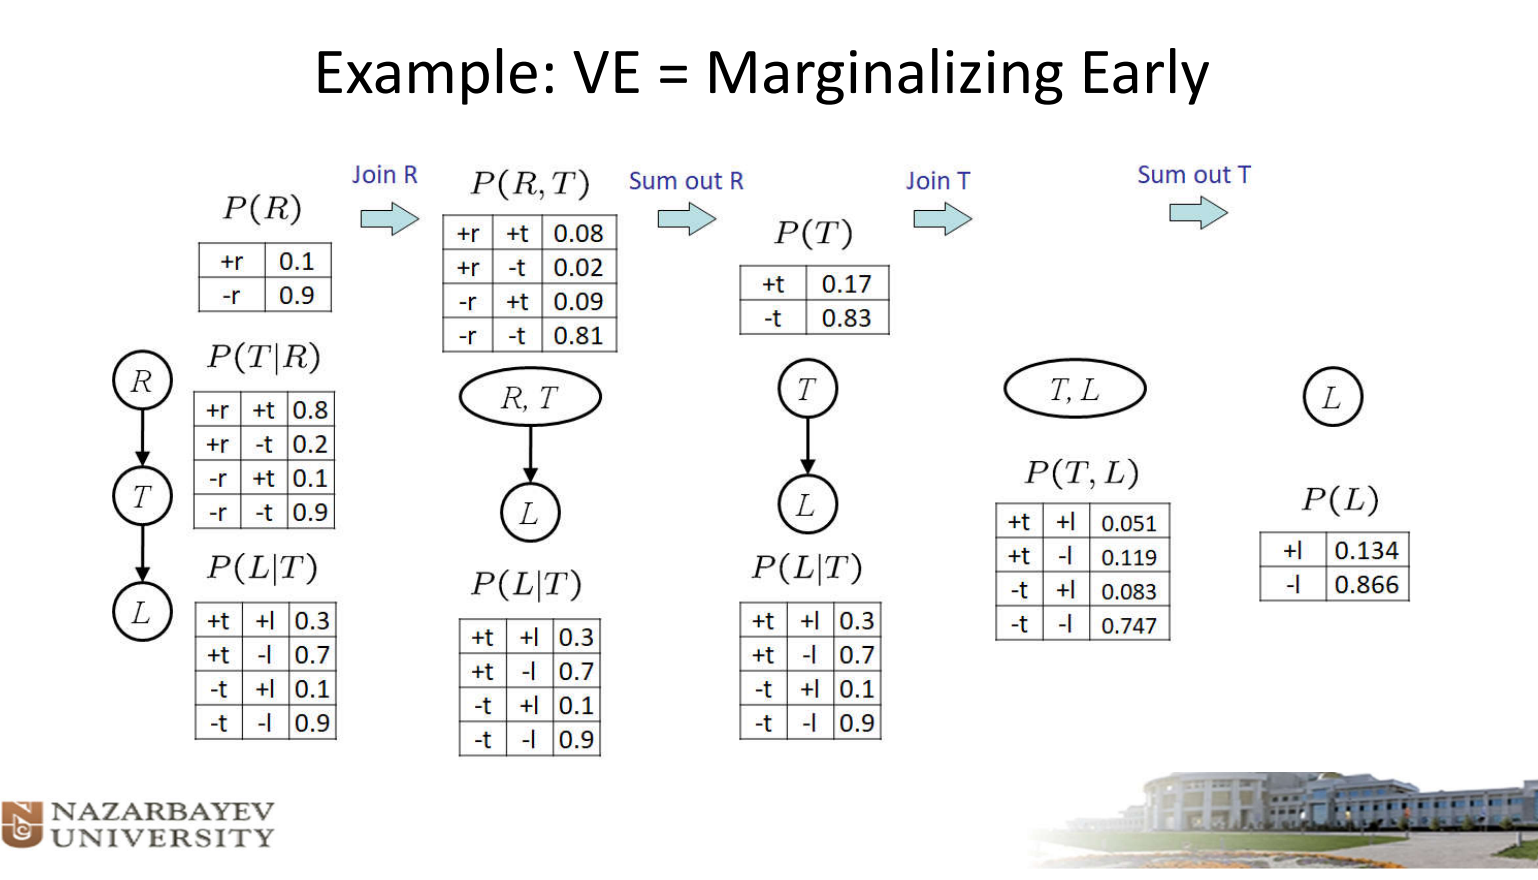 Example: VE = Marginalizing Early
Join R
Sum out R
Join T
Sum out T
P(R)
+r 0.1
-r 0.9
P(T|R)
+r +t 0.8
+r -t 0.2
-r +t 0.1
-r -t 0.9
P(L|T)
+t +l 0.3
+t -l 0.7
-t +l 0.1
-t -l 0.9
R
T
L
P(R,T)
+r +t 0.08
+r -t 0.02
-r +t 0.09
-r -t 0.81
R, T
L
P(L|T)
+t +l 0.3
+t -l 0.7
-t +l 0.1
-t -l 0.9
P(T)
+t 0.17
-t 0.83
T
L
P(L|T)
+t +l 0.3
+t -l 0.7
-t +l 0.1
-t -l 0.9
T, L
P(T, L)
+t +l 0.051
+t -l 0.119
-t +l 0.083
-t -l 0.747
L
P(L)
+l 0.134
-l 0.866
NAZARBAYEV
UNIVERSITY